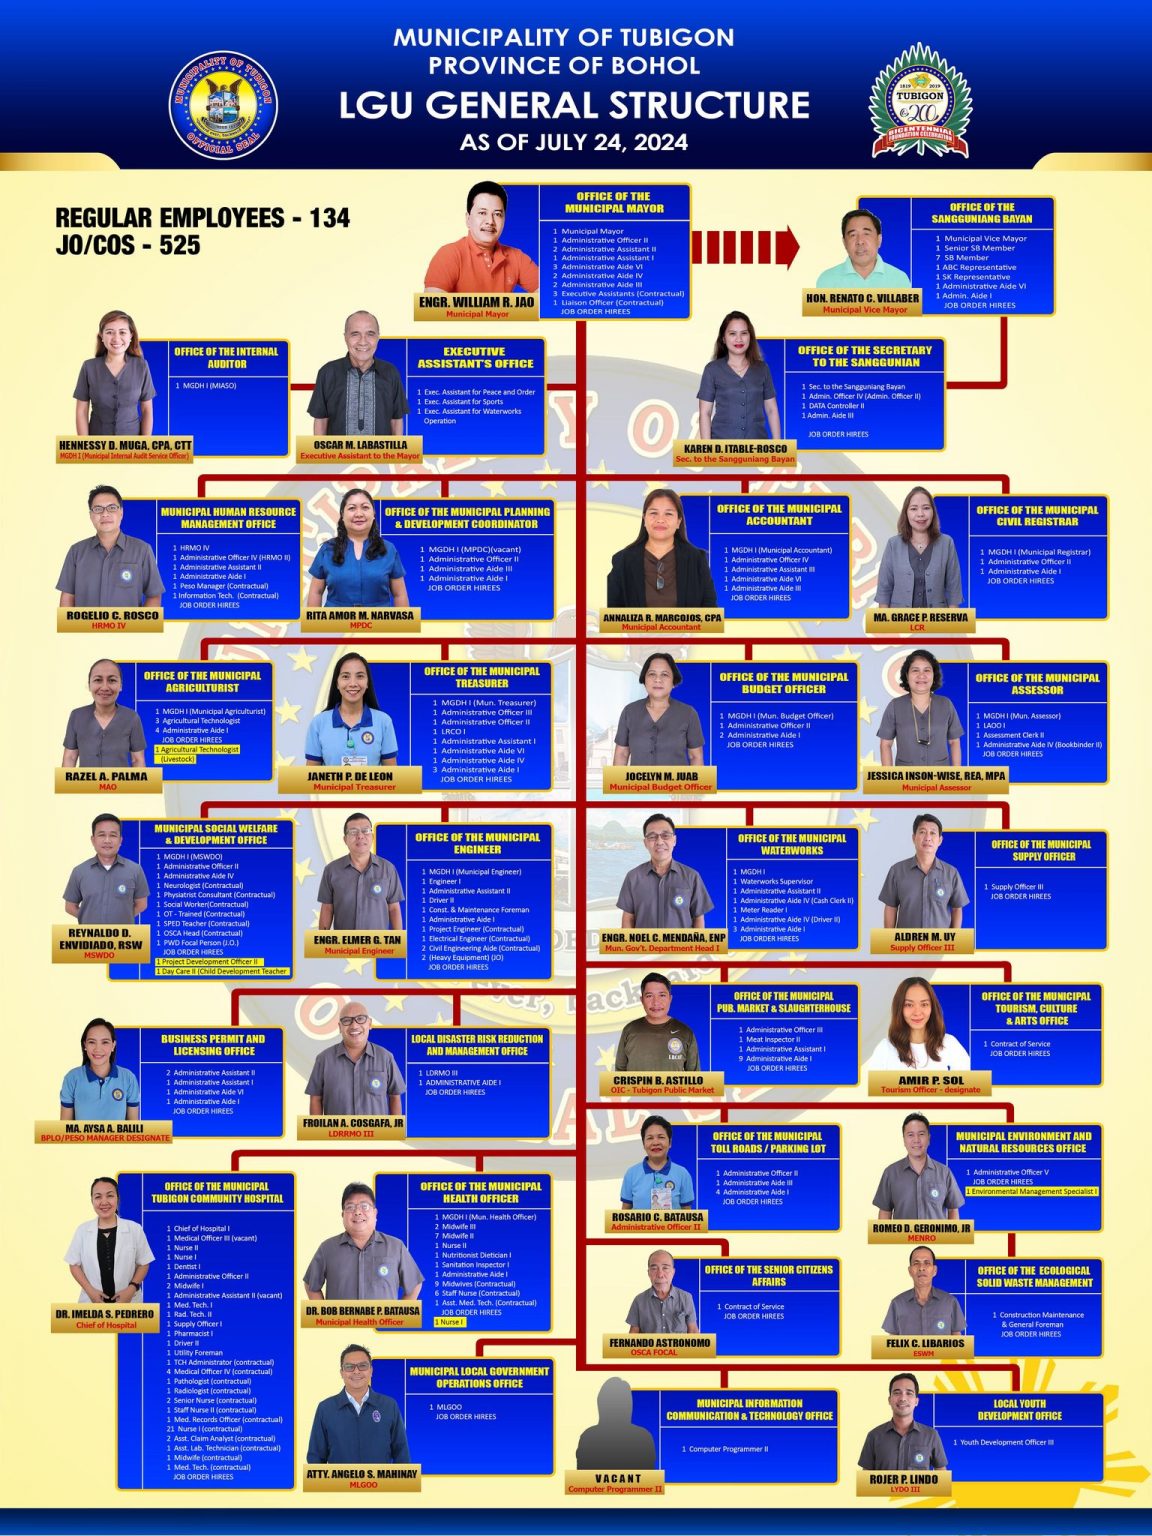 MUNICIPALITY OF TUBIGON
PROVINCE OF BOHOL
LGU GENERAL STRUCTURE
AS OF JULY 24, 2024
MUNICIPALITY OF TUBIGON
OFFICIAL SEAL
1819 2019
TUBIGON
200
BICENTENNIAL
FOUNDATION CELEBRATION
REGULAR EMPLOYEES - 134
JO/COS - 525
OFFICE OF THE
MUNICIPAL MAYOR
1 Municipal Mayor
1 Administrative Officer II
2 Administrative Assistant II
1 Administrative Assistant I
3 Administrative Aide VI
2 Administrative Aide IV
2 Administrative Aide III
3 Executive Assistants (Contractual)
1 Liaison Officer (Contractual)
JOB ORDER HIREES
ENGR. WILLIAM R. JAO
Municipal Mayor
OFFICE OF THE
SANGGUNIANG BAYAN
1 Municipal Vice Mayor
1 Senior SB Member
7 SB Member
1 ABC Representative
1 SK Representative
1 Administrative Aide VI
1 Admin. Aide I
JOB ORDER HIREES
HON. RENATO C. VILLABER
Municipal Vice Mayor
OFFICE OF THE INTERNAL
AUDITOR
1 MGDH I (MIASO)
HENNESSY D. MUGA, CPA, CTT
MGDH I (Municipal Internal Audit Service Officer)
EXECUTIVE
ASSISTANT'S OFFICE
1 Exec. Assistant for Peace and Order
1 Exec. Assistant for Sports
1 Exec. Assistant for Waterworks
Operation
OSCAR M. LABASTILLA
Executive Assistant to the Mayor
OFFICE OF THE SECRETARY
TO THE SANGGUNIAN
1 Sec. to the Sangguniang Bayan
1 Admin. Officer IV (Admin. Officer II)
1 DATA Controller II
1 Admin. Aide III
JOB ORDER HIREES
KAREN D. ITABLE-ROSCO
Sec. to the Sangguniang Bayan
MUNICIPAL HUMAN RESOURCE
MANAGEMENT OFFICE
1 HRMO IV
1 Administrative Officer IV (HRMO II)
1 Administrative Assistant II
1 Administrative Aide I
1 Peso Manager (Contractual)
1 Information Tech. (Contractual)
JOB ORDER HIREES
ROGELIO C. ROSCO
HRMO IV
OFFICE OF THE MUNICIPAL PLANNING
& DEVELOPMENT COORDINATOR
1 MGDH I (MPDC)(vacant)
1 Administrative Officer II
1 Administrative Aide III
1 Administrative Aide I
JOB ORDER HIREES
RITA AMOR M. NARVASA
MPDC
OFFICE OF THE MUNICIPAL
ACCOUNTANT
1 MGDH I (Municipal Accountant)
1 Administrative Officer IV
1 Administrative Assistant III
1 Administrative Aide VI
1 Administrative Aide III
JOB ORDER HIREES
ANNALIZA R. MARCOJOS, CPA
Municipal Accountant
OFFICE OF THE MUNICIPAL
CIVIL REGISTRAR
1 MGDH I (Municipal Registrar)
1 Administrative Officer II
1 Administrative Aide I
JOB ORDER HIREES
MA. GRACE P. RESERVA
LCR
OFFICE OF THE MUNICIPAL
AGRICULTURIST
1 MGDH I (Municipal Agriculturist)
3 Agricultural Technologist
4 Administrative Aide I
JOB ORDER HIREES
1 Agricultural Technologist
(Livestock)
RAZEL A. PALMA
MAO
OFFICE OF THE MUNICIPAL
TREASURER
1 MGDH I (Mun. Treasurer)
1 Administrative Officer III
1 Administrative Officer II
1 LRCO I
1 Administrative Assistant I
1 Administrative Aide VI
1 Administrative Aide IV
3 Administrative Aide I
JOB ORDER HIREES
JANETH P. DE LEON
Municipal Treasurer
OFFICE OF THE MUNICIPAL
BUDGET OFFICER
1 MGDH I (Mun. Budget Officer)
1 Administrative Officer II
2 Administrative Aide I
JOB ORDER HIREES
JOCELYN M. JUAB
Municipal Budget Officer
OFFICE OF THE MUNICIPAL
ASSESSOR
1 MGDH I (Mun. Assessor)
1 LAOO I
1 Assessment Clerk II
1 Administrative Aide IV (Bookbinder II)
JOB ORDER HIREES
JESSICA INSON-WISE, REA, MPA
Municipal Assessor
MUNICIPAL SOCIAL WELFARE
& DEVELOPMENT OFFICE
1 MGDH I (MSWDO)
1 Administrative Officer II
1 Administrative Aide IV
1 Neurologist (Contractual)
1 Physiatrist Consultant (Contractual)
1 Social Worker(Contractual)
1 OT - Trained (Contractual)
1 SPED Teacher (Contractual)
1 OSCA Head (Contractual)
1 PWD Focal Person (J.O.)
JOB ORDER HIREES
1 Project Development Officer II
1 Day Care II (Child Development Teacher
REYNALDO D.
ENVIDIADO, RSW
MSWDO
OFFICE OF THE MUNICIPAL
ENGINEER
1 MGDH I (Municipal Engineer)
1 Engineer I
1 Administrative Assistant II
1 Driver II
1 Const. & Maintenance Foreman
1 Administrative Aide I
1 Project Engineer (Contractual)
1 Electrical Engineer (Contractual)
2 Civil Engineering Aide (Contractual)
2 (Heavy Equipment) (JO)
JOB ORDER HIREES
ENGR. ELMER G. TAN
Municipal Engineer
OFFICE OF THE MUNICIPAL
WATERWORKS
1 MGDH I
1 Waterworks Supervisor
1 Administrative Assistant II
1 Administrative Aide IV (Cash Clerk II)
1 Meter Reader I
1 Administrative Aide IV (Driver II)
3 Administrative Aide I
JOB ORDER HIREES
ENGR. NOEL C. MENDAÑA, ENP
Mun. Gov't. Department Head I
OFFICE OF THE MUNICIPAL
SUPPLY OFFICER
1 Supply Officer III
JOB ORDER HIREES
ALDREN M. UY
Supply Officer III
BUSINESS PERMIT AND
LICENSING OFFICE
2 Administrative Assistant II
1 Administrative Assistant I
1 Administrative Aide VI
1 Administrative Aide I
JOB ORDER HIREES
MA. AYSA A. BALILI
BPLO/PESO MANAGER DESIGNATE
LOCAL DISASTER RISK REDUCTION
AND MANAGEMENT OFFICE
1 LDRMO III
1 ADMINISTRATIVE AIDE I
JOB ORDER HIREES
FROILAN A. COSGAFA, JR
LDRRMO III
OFFICE OF THE MUNICIPAL
PUB. MARKET & SLAUGHTERHOUSE
1 Administrative Officer III
1 Meat Inspector II
1 Administrative Assistant I
9 Administrative Aide I
JOB ORDER HIREES
CRISPIN B. ASTILLO
OIC - Tubigon Public Market
OFFICE OF THE MUNICIPAL
TOURISM, CULTURE
& ARTS OFFICE
1 Contract of Service
JOB ORDER HIREES
AMIR P. SOL
Tourism Officer - designate
OFFICE OF THE MUNICIPAL
TOLL ROADS / PARKING LOT
1 Administrative Officer II
1 Administrative Aide III
4 Administrative Aide I
JOB ORDER HIREES
ROSARIO C. BATAUSA
Administrative Officer II
MUNICIPAL ENVIRONMENT AND
NATURAL RESOURCES OFFICE
1 Administrative Officer V
JOB ORDER HIREES
1 Environmental Management Specialist I
ROMEO D. GERONIMO, JR
MENRO
OFFICE OF THE MUNICIPAL
TUBIGON COMMUNITY HOSPITAL
1 Chief of Hospital I
1 Medical Officer III (vacant)
1 Nurse II
1 Nurse I
1 Dentist I
1 Administrative Officer II
2 Midwife I
1 Administrative Assistant II (vacant)
1 Med. Tech. I
1 Rad. Tech. II
1 Supply Officer I
1 Pharmacist I
1 Driver II
1 Utility Foreman
1 TCH Administrator (contractual)
4 Medical Officer IV (contractual)
1 Pathologist (contractual)
1 Radiologist (contractual)
2 Senior Nurse (contractual)
1 Staff Nurse II (contractual)
1 Med. Records Officer (contractual)
21 Nurse I (contractual)
2 Asst. Claim Analyst (contractual)
1 Asst. Lab. Technician (contractual)
1 Midwife (contractual)
1 Med. Tech. (contractual)
JOB ORDER HIREES
DR. IMELDA S. PEDRERO
Chief of Hospital
OFFICE OF THE MUNICIPAL
HEALTH OFFICER
1 MGDH I (Mun. Health Officer)
2 Midwife III
7 Midwife II
1 Nurse II
1 Nutritionist Dietician I
1 Sanitation Inspector I
1 Administrative Aide I
9 Midwives (Contractual)
6 Staff Nurse (Contractual)
1 Asst. Med. Tech. (Contractual)
JOB ORDER HIREES
1 Nurse I
DR. BOB BERNABE P. BATAUSA
Municipal Health Officer
OFFICE OF THE SENIOR CITIZENS
AFFAIRS
1 Contract of Service
JOB ORDER HIREES
FERNANDO ASTRONOMO
OSCA FOCAL
OFFICE OF THE ECOLOGICAL
SOLID WASTE MANAGEMENT
1 Construction Maintenance
& General Foreman
JOB ORDER HIREES
FELIX C. LIBARIOS
ESWM
MUNICIPAL LOCAL GOVERNMENT
OPERATIONS OFFICE
1 MLGOO
JOB ORDER HIREES
ATTY. ANGELO S. MAHINAY
MLGOO
MUNICIPAL INFORMATION
COMMUNICATION & TECHNOLOGY OFFICE
1 Computer Programmer II
VACANT
Computer Programmer II
LOCAL YOUTH
DEVELOPMENT OFFICE
1 Youth Development Officer III
ROJER P. LINDO
LYDO III